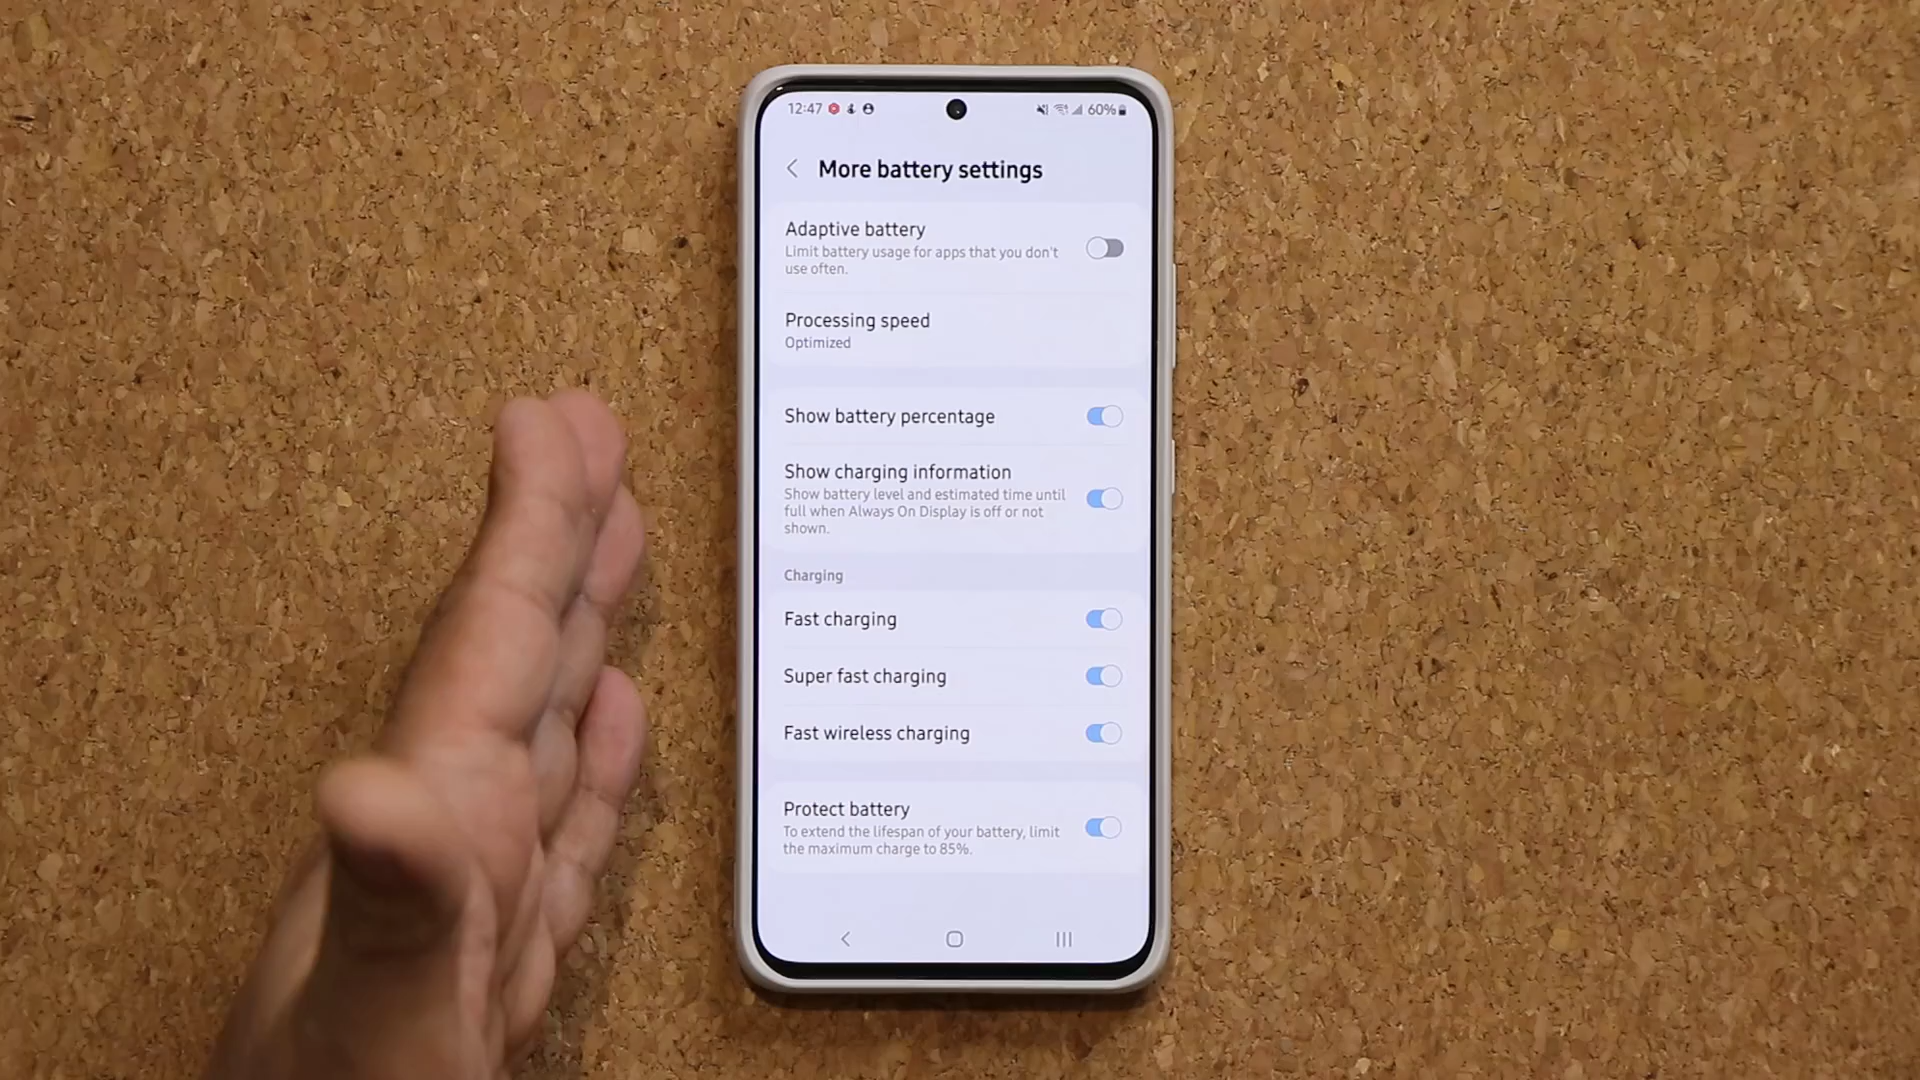 12:47 60%
More battery settings
Adaptive battery
Limit battery usage for apps that you don't
use often.
Processing speed
Optimized
Show battery percentage
Show charging information
Show battery level and estimated time until
full when Always On Display is off or not
shown.
Charging
Fast charging
Super fast charging
Fast wireless charging
Protect battery
To extend the lifespan of your battery, limit
the maximum charge to 85%.